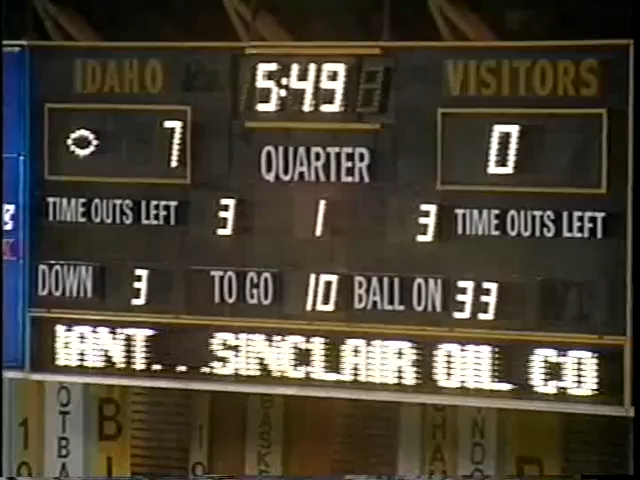 IDAHO 5:49 VISITORS
7 QUARTER 0
TIME OUTS LEFT 3 1 3 TIME OUTS LEFT
DOWN 3 TO GO 10 BALL ON 33
IANT...SINCLAIR OIL CO